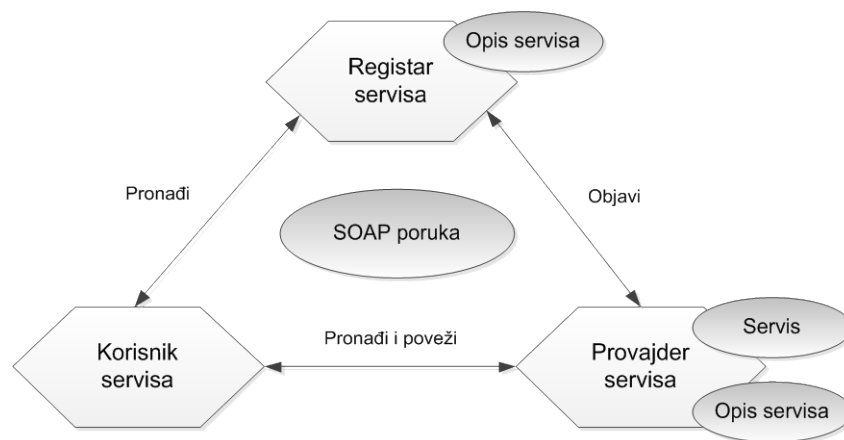 Opis servisa
Registar
servisa
Pronađi
Objavi
SOAP poruka
Korisnik
servisa
Pronađi i poveži
Provajder
servisa
Servis
Opis servisa